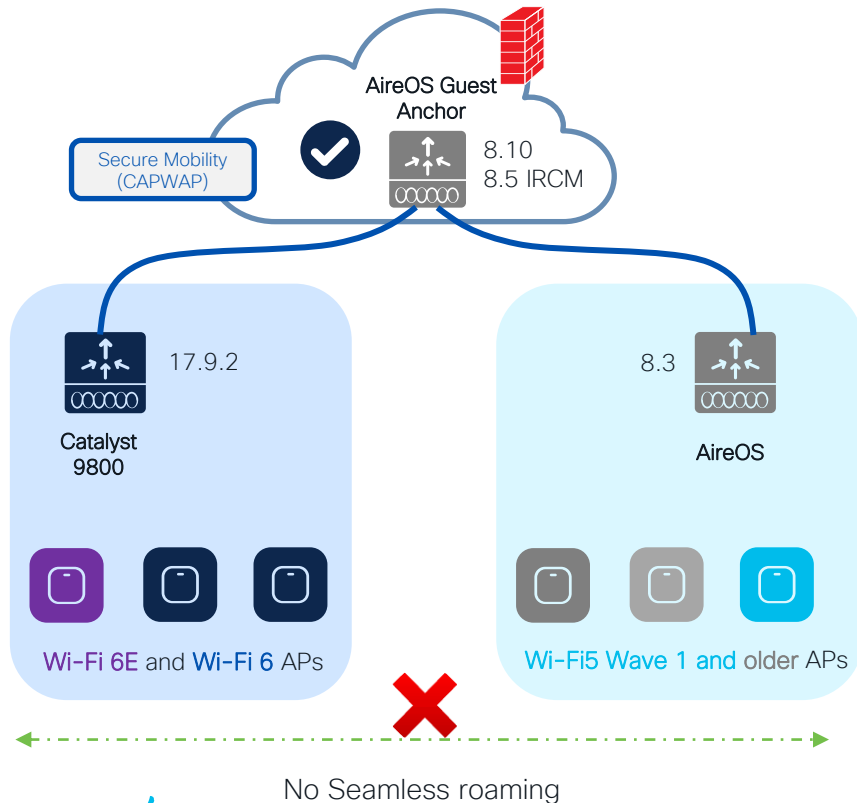 AireOS Guest
Anchor
Secure Mobility
(CAPWAP)
8.10
8.5 IRCM
17.9.2
8.3
Catalyst
9800
AireOS
Wi-Fi 6E and Wi-Fi 6 APs
Wi-Fi5 Wave 1 and older APs
No Seamless roaming